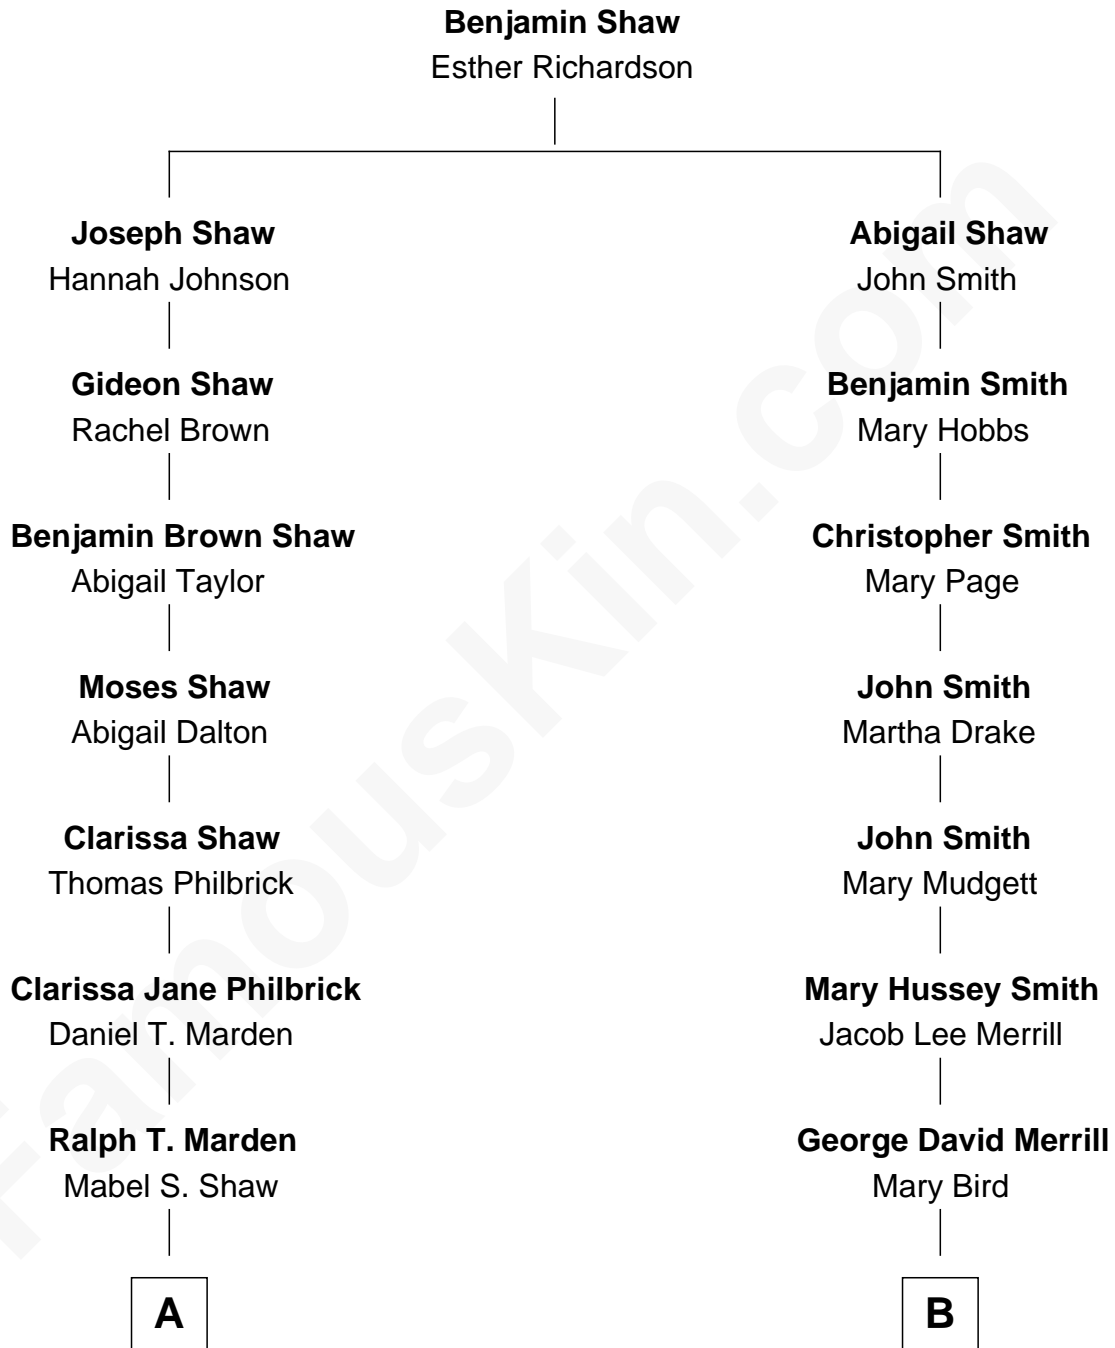 Benjamin Shaw
Esther Richardson
Joseph Shaw
Hannah Johnson
Gideon Shaw
Rachel Brown
Benjamin Brown Shaw
Abigail Taylor
Moses Shaw
Abigail Dalton
Clarissa Shaw
Thomas Philbrick
Clarissa Jane Philbrick
Daniel T. Marden
Ralph T. Marden
Mabel S. Shaw
A
Abigail Shaw
John Smith
Benjamin Smith
Mary Hobbs
Christopher Smith
Mary Page
John Smith
Martha Drake
John Smith
Mary Mudgett
Mary Hussey Smith
Jacob Lee Merrill
George David Merrill
Mary Bird
B
FamousKin.com